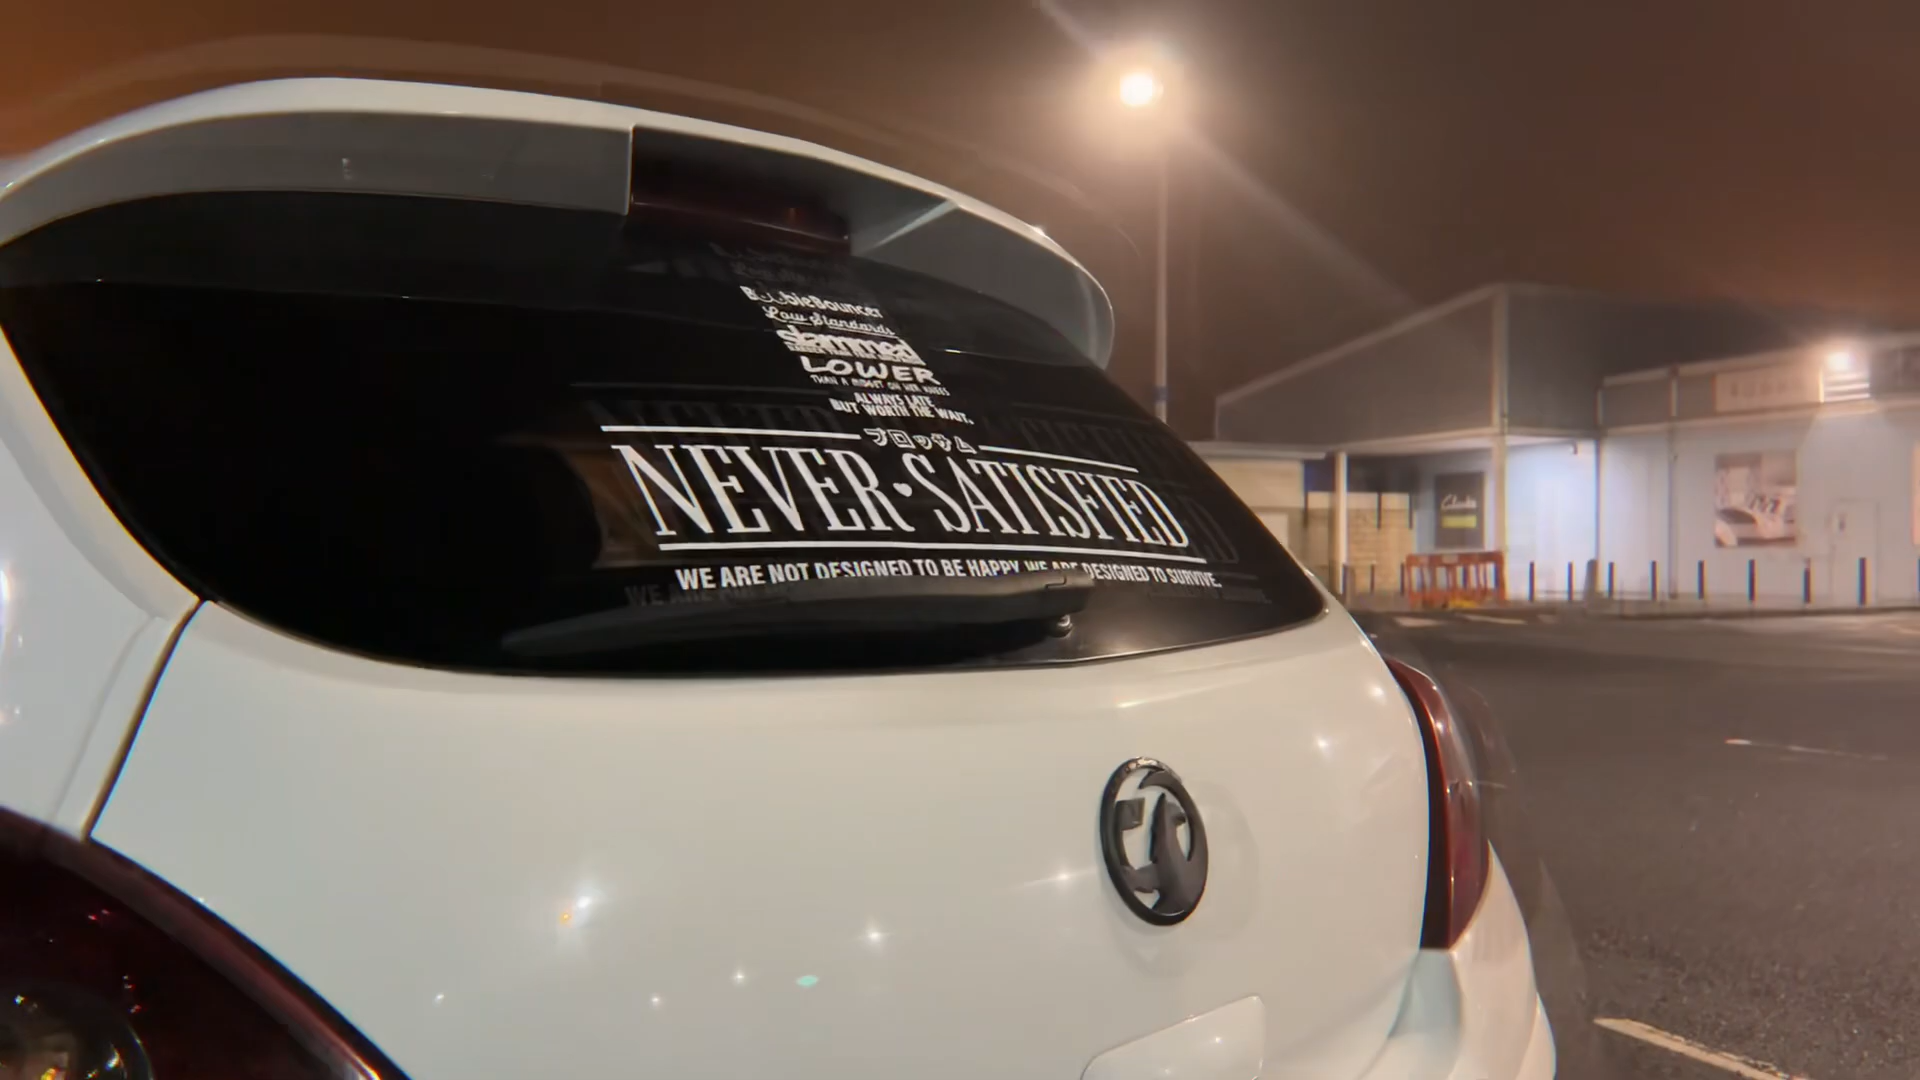 BoobleBouncer
Low Standards
slammed
LOWER
THAN A MIDGET ON HER KNEES
ALWAYS LATE
BUT WORTH THE WAIT.
ブロッサム
NEVER·SATISFIED
WE ARE NOT DESIGNED TO BE HAPPY, WE ARE DESIGNED TO SURVIVE.
Clarks